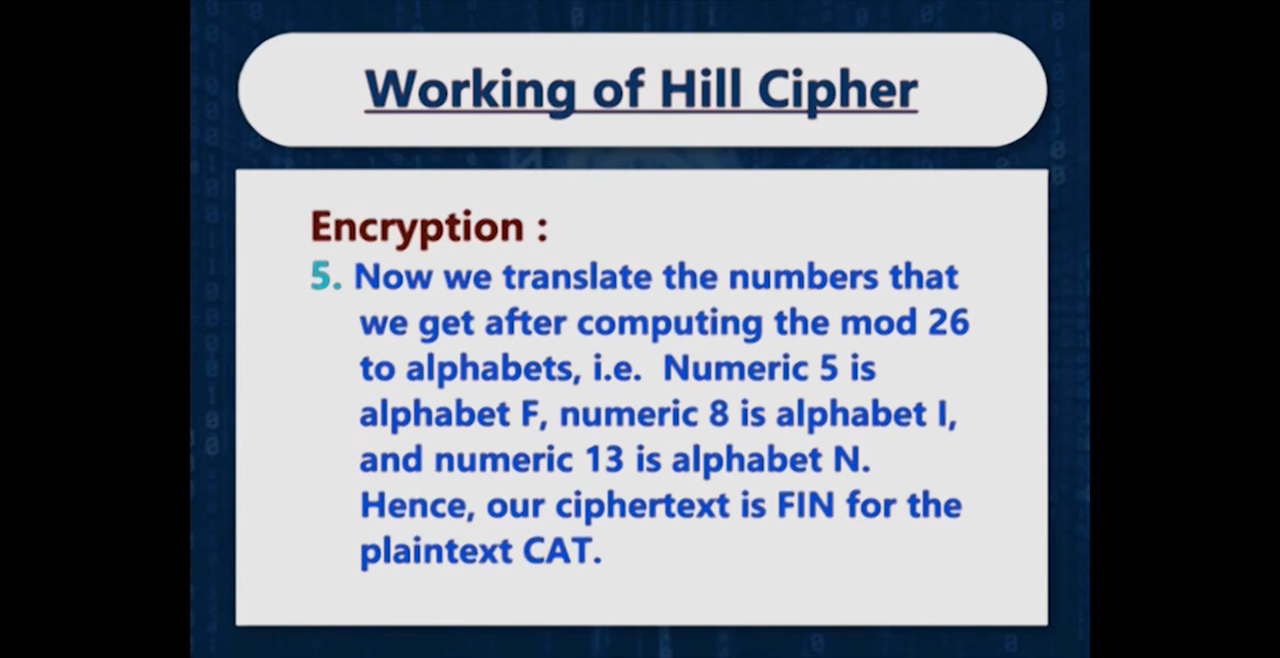 Working of Hill Cipher
Encryption :
5. Now we translate the numbers that
we get after computing the mod 26
to alphabets, i.e. Numeric 5 is
alphabet F, numeric 8 is alphabet I,
and numeric 13 is alphabet N.
Hence, our ciphertext is FIN for the
plaintext CAT.